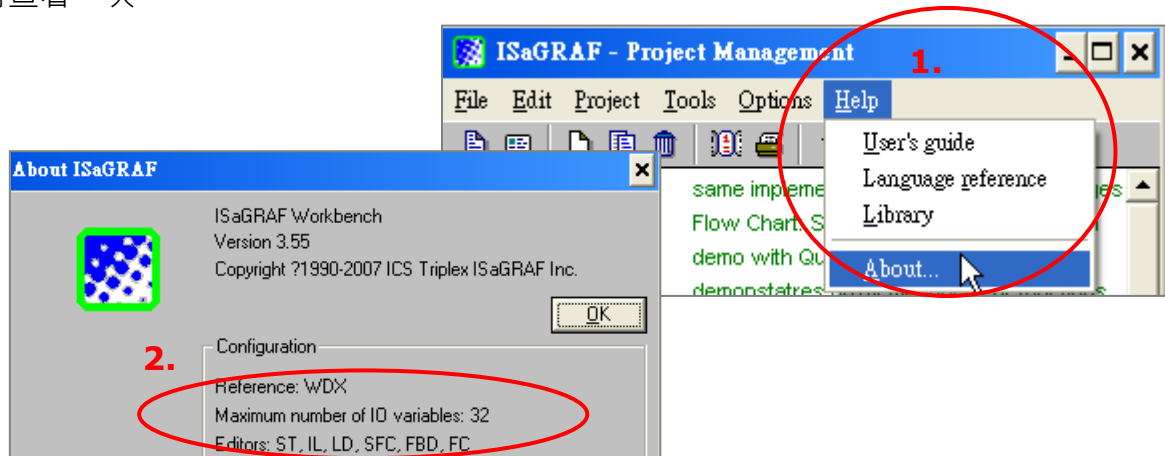 ISaGRAF - Project Management
1.
File Edit Project Tools Options Help
User's guide
Language reference
Library
About...
same impleme
Flow Chart. S
demo with Qu
About ISaGRAF
ISaGRAF Workbench
Version 3.55
Copyright ?1990-2007 ICS Triplex ISaGRAF Inc.
OK
2.
Configuration
Reference: WDX
Maximum number of IO variables: 32
Editors: ST, IL, LD, SFC, FBD, FC